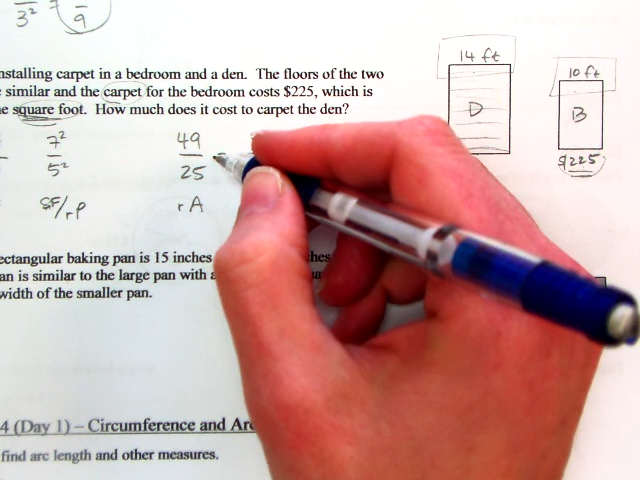 3²
9
14 ft
10 ft
nstalling carpet in a bedroom and a den. The floors of the two
similar and the carpet for the bedroom costs $225, which is
e square foot. How much does it cost to carpet the den?
D
B
$225
7²
5²
49
25
SF/rP
rA
ectangular baking pan is 15 inches
an is similar to the large pan with a
width of the smaller pan.
4 (Day 1) – Circumference and Arc
find arc length and other measures.